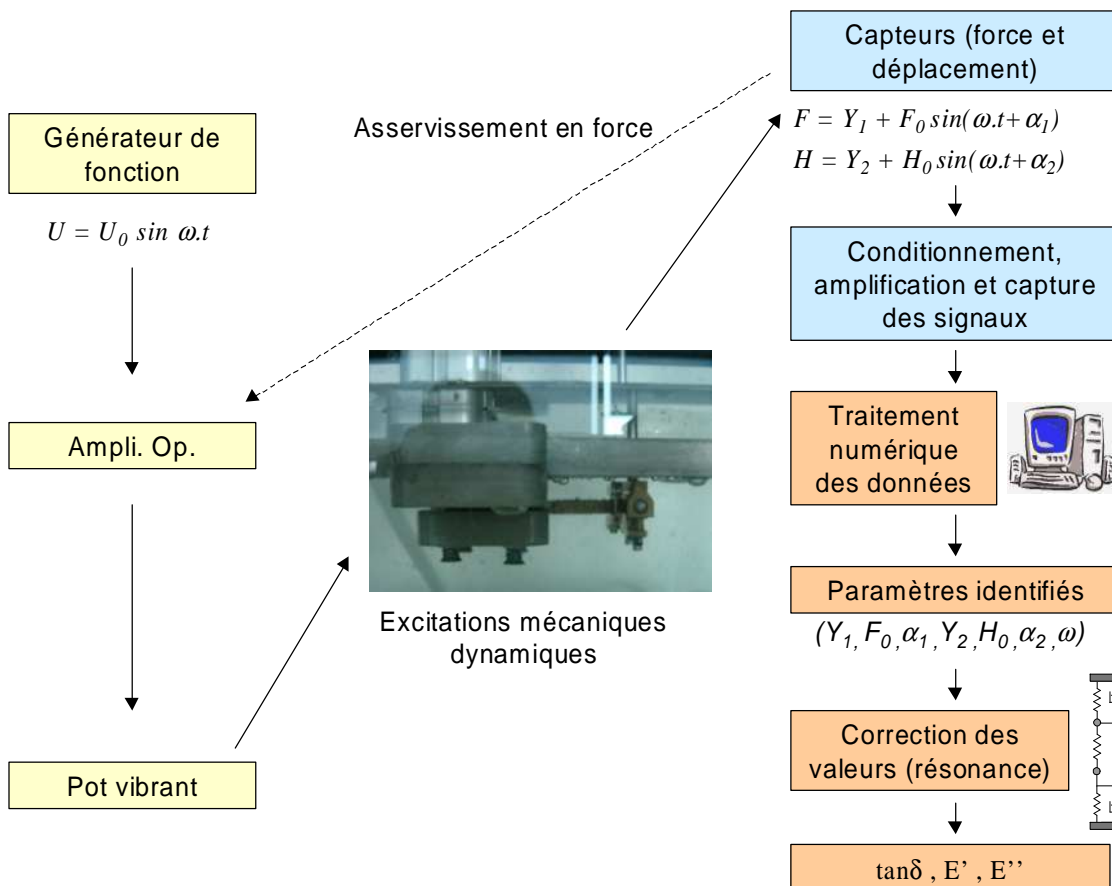 Générateur de
fonction
U = U₀ sin ω.t
Ampli. Op.
Pot vibrant
Asservissement en force
Excitations mécaniques
dynamiques
Capteurs (force et
déplacement)
F = Y₁ + F₀ sin(ω.t+α₁)
H = Y₂ + H₀ sin(ω.t+α₂)
Conditionnement,
amplification et capture
des signaux
Traitement
numérique
des données
Paramètres identifiés
(Y₁, F₀, α₁, Y₂, H₀, α₂, ω)
Correction des
valeurs (résonance)
b
b
tanδ , E' , E''